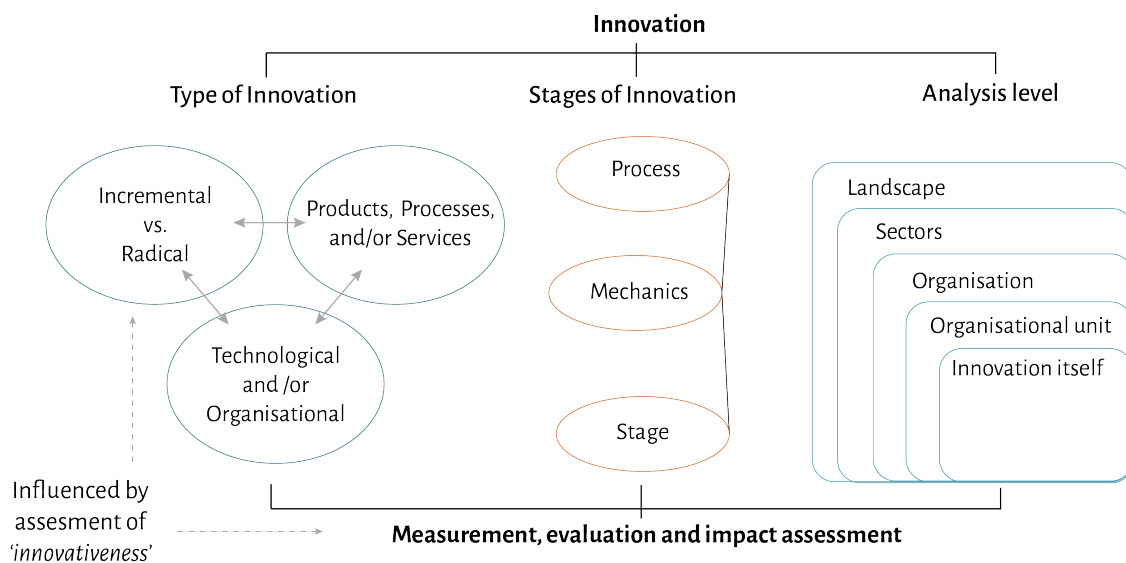 Innovation
Type of Innovation
Stages of Innovation
Analysis level
Incremental
vs.
Radical
Products, Processes,
and/or Services
Technological
and /or
Organisational
Process
Mechanics
Stage
Landscape
Sectors
Organisation
Organisational unit
Innovation itself
Influenced by
assesment of
‘innovativeness’
Measurement, evaluation and impact assessment